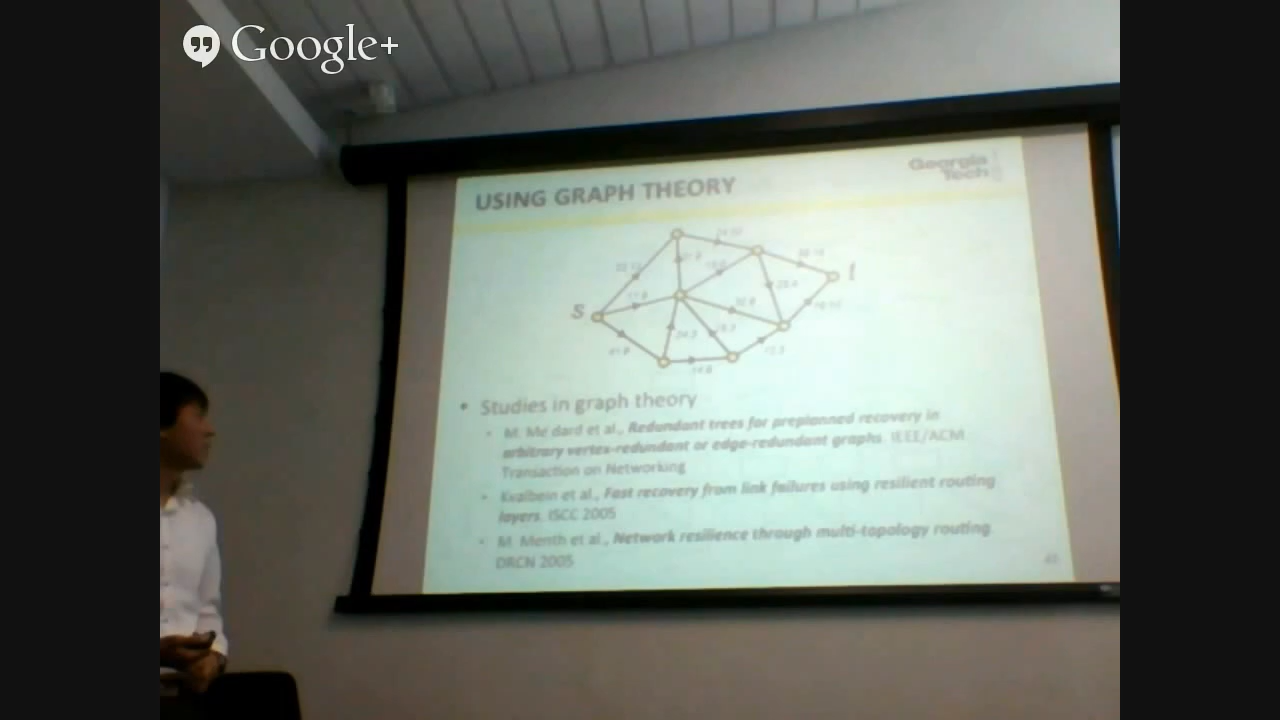 Google+
Georgia
Tech
USING GRAPH THEORY
S
t
• Studies in graph theory
• M. Me dard et al., Redundant trees for preplanned recovery in
arbitrary vertex-redundant or edge-redundant graphs. IEEE/ACM
Transaction on Networking
• Kvalbein et al., Fast recovery from link failures using resilient routing
layers. ISCC 2005
• M. Menth et al., Network resilience through multi-topology routing
DRCN 2005